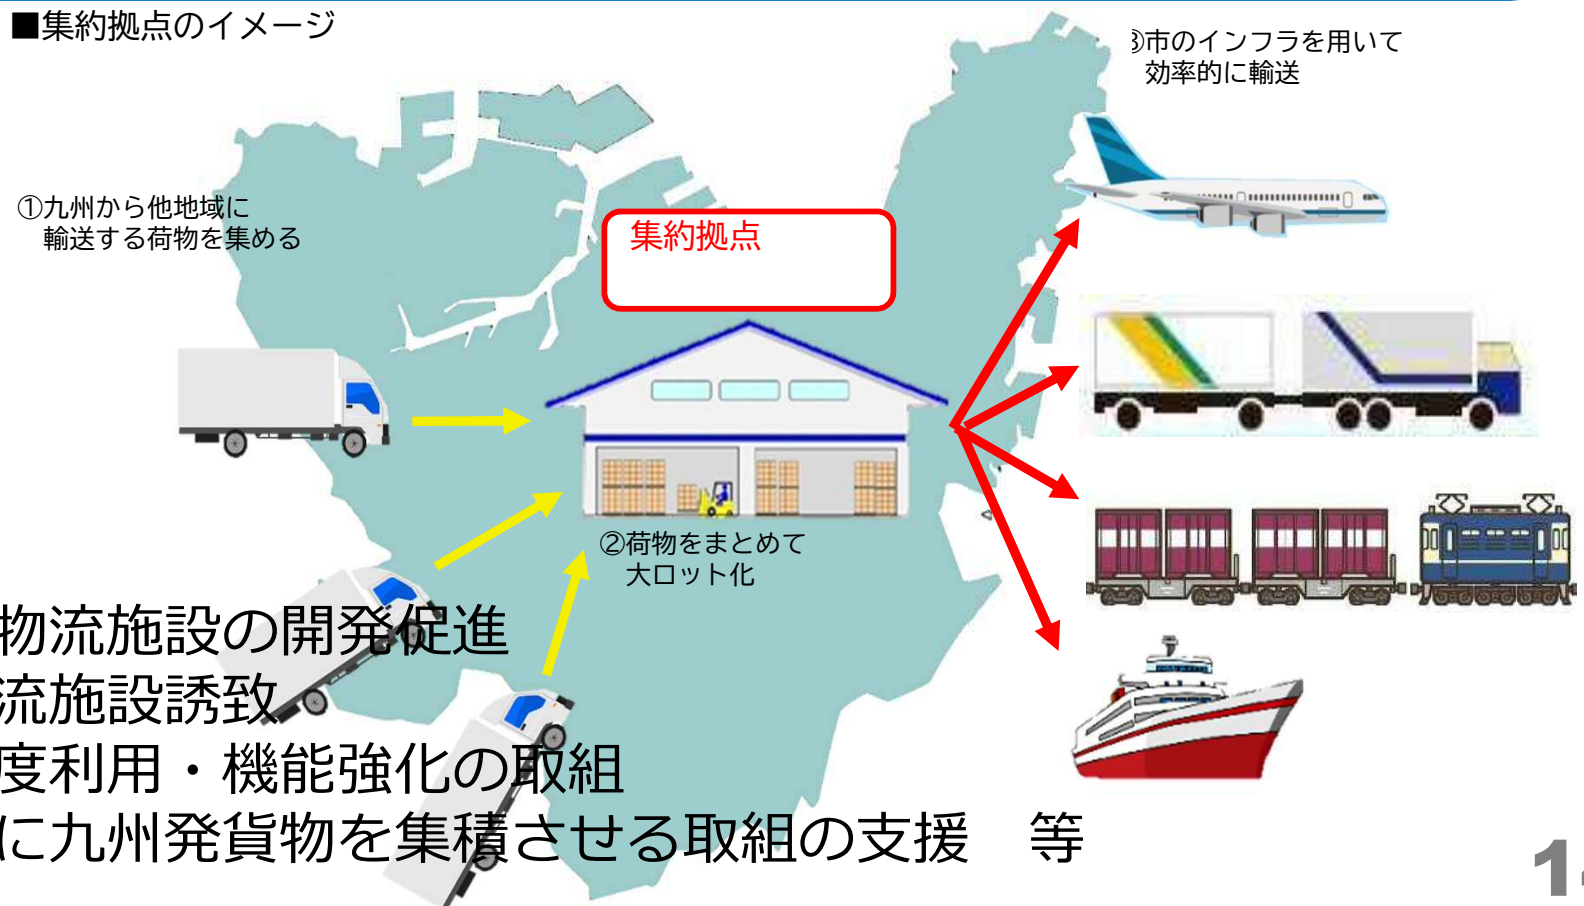 ■集約拠点のイメージ
③市のインフラを用いて
効率的に輸送
①九州から他地域に
輸送する荷物を集める
集約拠点
②荷物をまとめて
大ロット化
物流施設の開発促進
流施設誘致
度利用・機能強化の取組
に九州発貨物を集積させる取組の支援　等